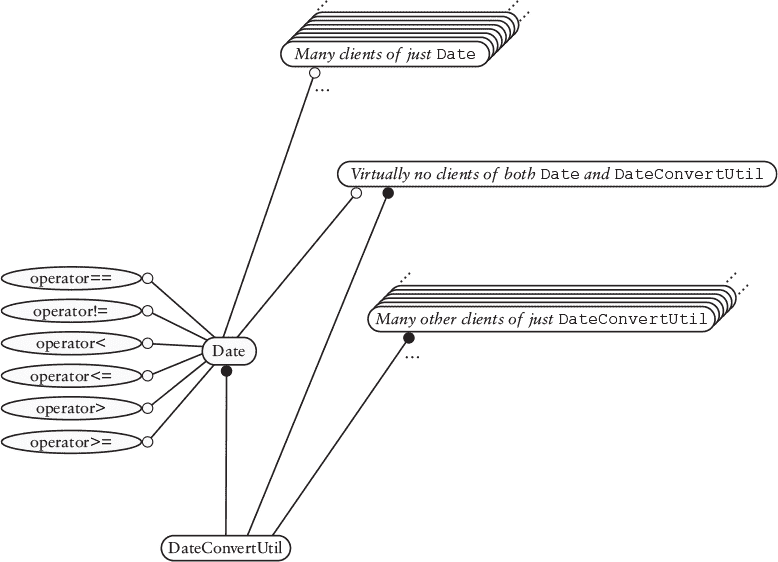 Many clients of just Date
...
Virtually no clients of both Date and DateConvertUtil
operator==
operator!=
operator<
operator<=
operator>
operator>=
Many other clients of just DateConvertUtil
...
Date
DateConvertUtil